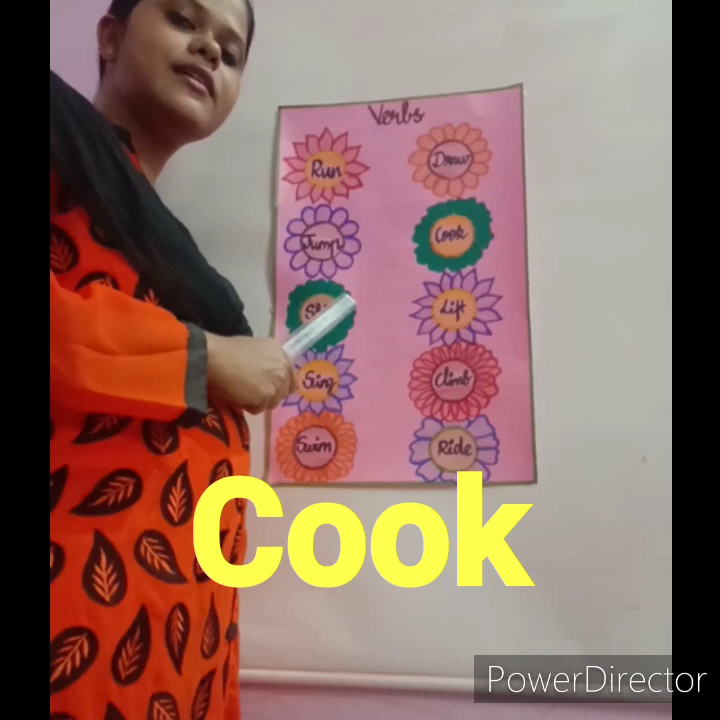 Verbs
Run
Draw
Jump
Cook
Lift
Sing
Climb
Swim
Ride
Cook
PowerDirector